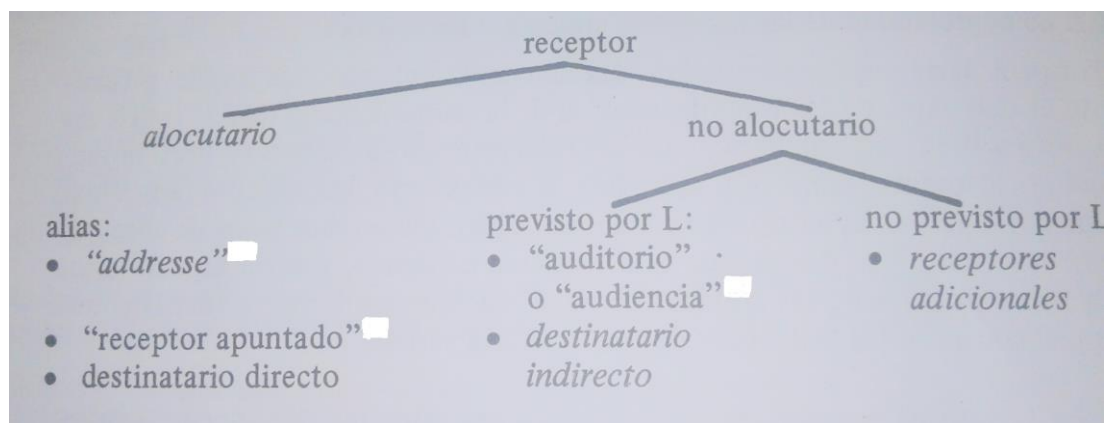 receptor
alocutario
no alocutario
alias:
• “addresse”
• “receptor apuntado”
• destinatario directo
previsto por L:
• “auditorio”
o “audiencia”
• destinatario
indirecto
no previsto por L
• receptores
adicionales